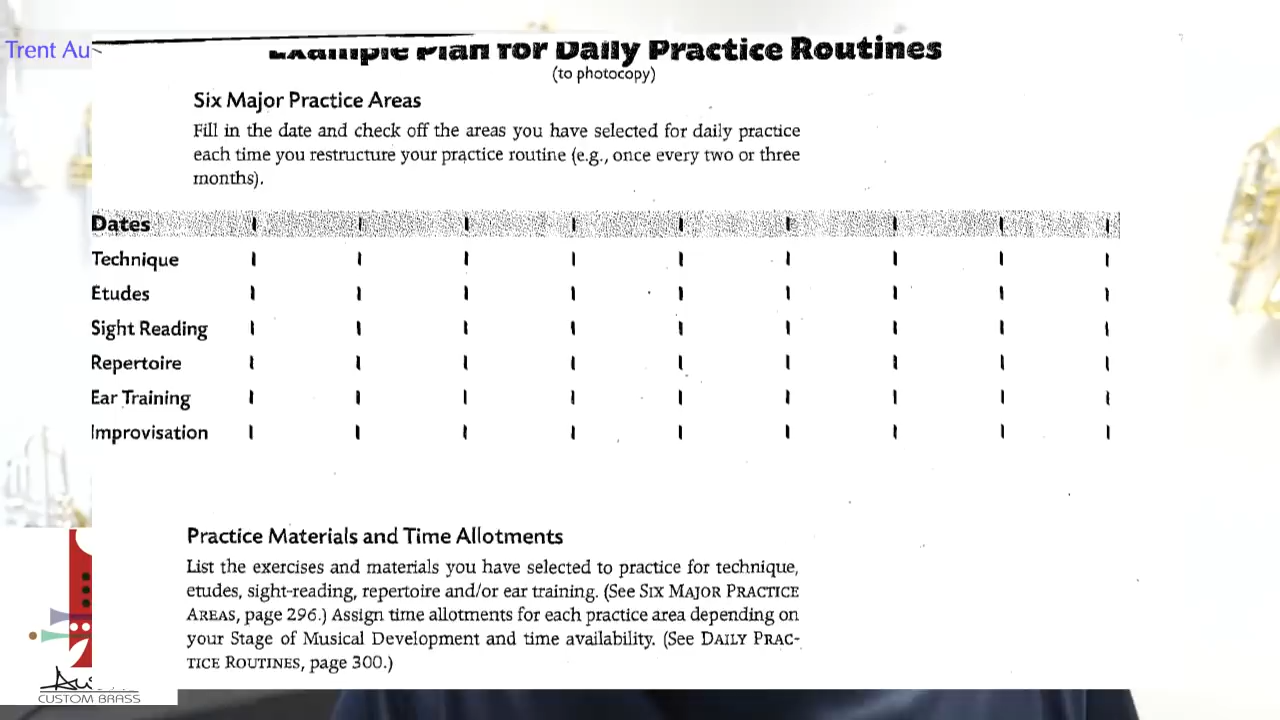 Trent Au
Example Plan for Daily Practice Routines
(to photocopy)
Six Major Practice Areas
Fill in the date and check off the areas you have selected for daily practice
each time you restructure your practice routine (e.g., once every two or three
months).
Dates
Technique
Etudes
Sight Reading
Repertoire
Ear Training
Improvisation
Practice Materials and Time Allotments
List the exercises and materials you have selected to practice for technique,
etudes, sight-reading, repertoire and/or ear training. (See SIX MAJOR PRACTICE
AREAS, page 296.) Assign time allotments for each practice area depending on
your Stage of Musical Development and time availability. (See DAILY PRAC-
TICE ROUTINES, page 300.)
CUSTOM BRASS